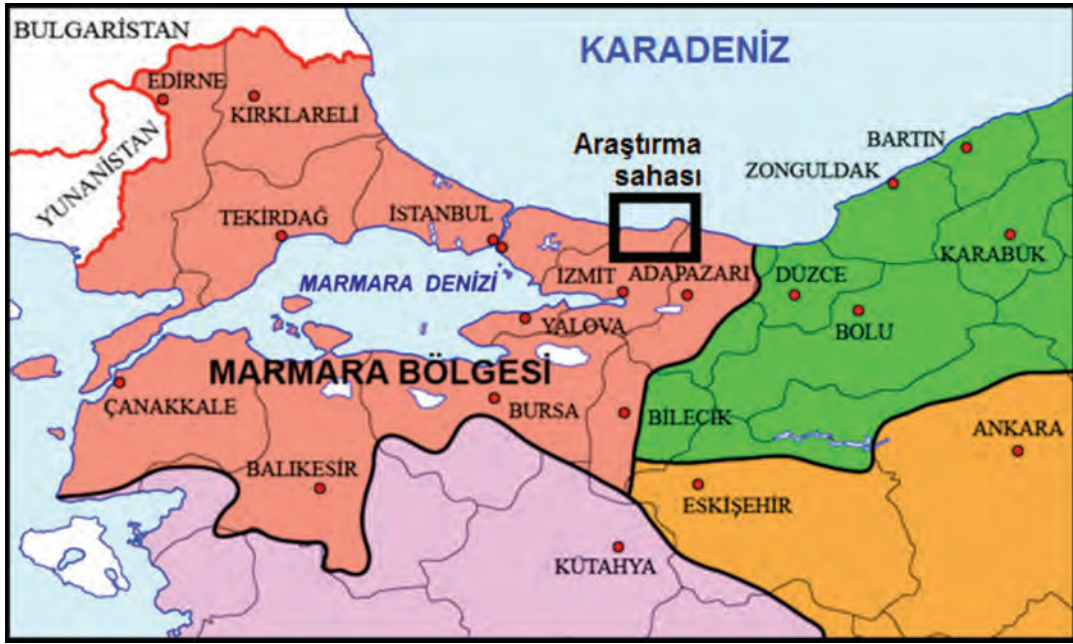 BULGARİSTAN
KARADENİZ
EDİRNE
KIRKLARELİ
YUNANİSTAN
Araştırma
sahası
BARTIN
ZONGULDAK
TEKİRDAĞ
İSTANBUL
KARABUK
MARMARA DENİZİ
İZMİT
ADAPAZARI
DÜZCE
YALOVA
BOLU
MARMARA BÖLGESİ
ÇANAKKALE
BURSA
BİLECİK
ANKARA
BALIKESİR
ESKİŞEHİR
KÜTAHYA